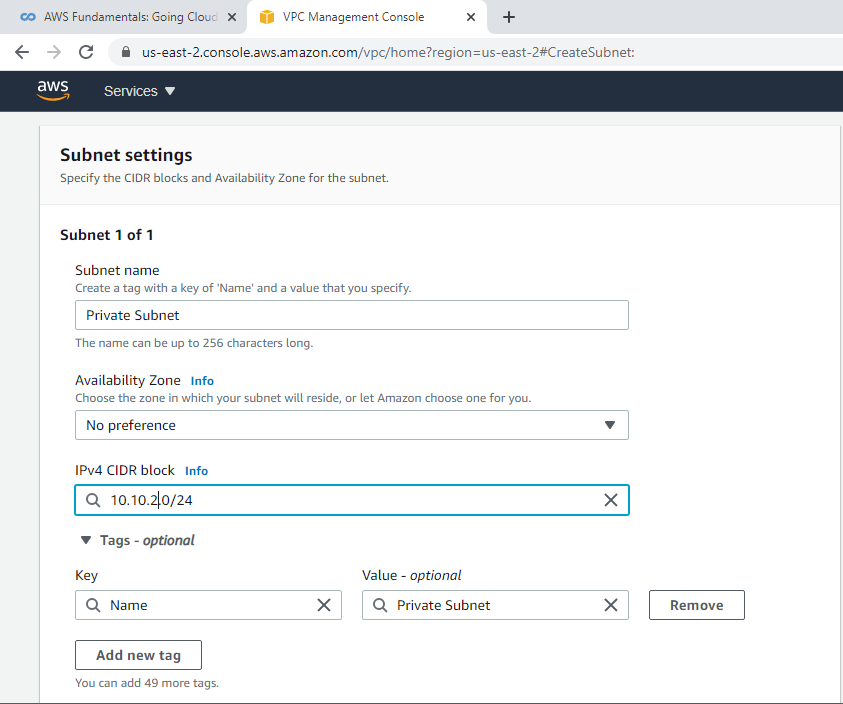 AWS Fundamentals: Going Cloud
VPC Management Console
us-east-2.console.aws.amazon.com/vpc/home?region=us-east-2#CreateSubnet:
aws
Services
Subnet settings
Specify the CIDR blocks and Availability Zone for the subnet.
Subnet 1 of 1
Subnet name
Create a tag with a key of 'Name' and a value that you specify.
Private Subnet
The name can be up to 256 characters long.
Availability Zone Info
Choose the zone in which your subnet will reside, or let Amazon choose one for you.
No preference
IPv4 CIDR block Info
10.10.2.0/24
Tags - optional
Key Value - optional
Name Private Subnet Remove
Add new tag
You can add 49 more tags.